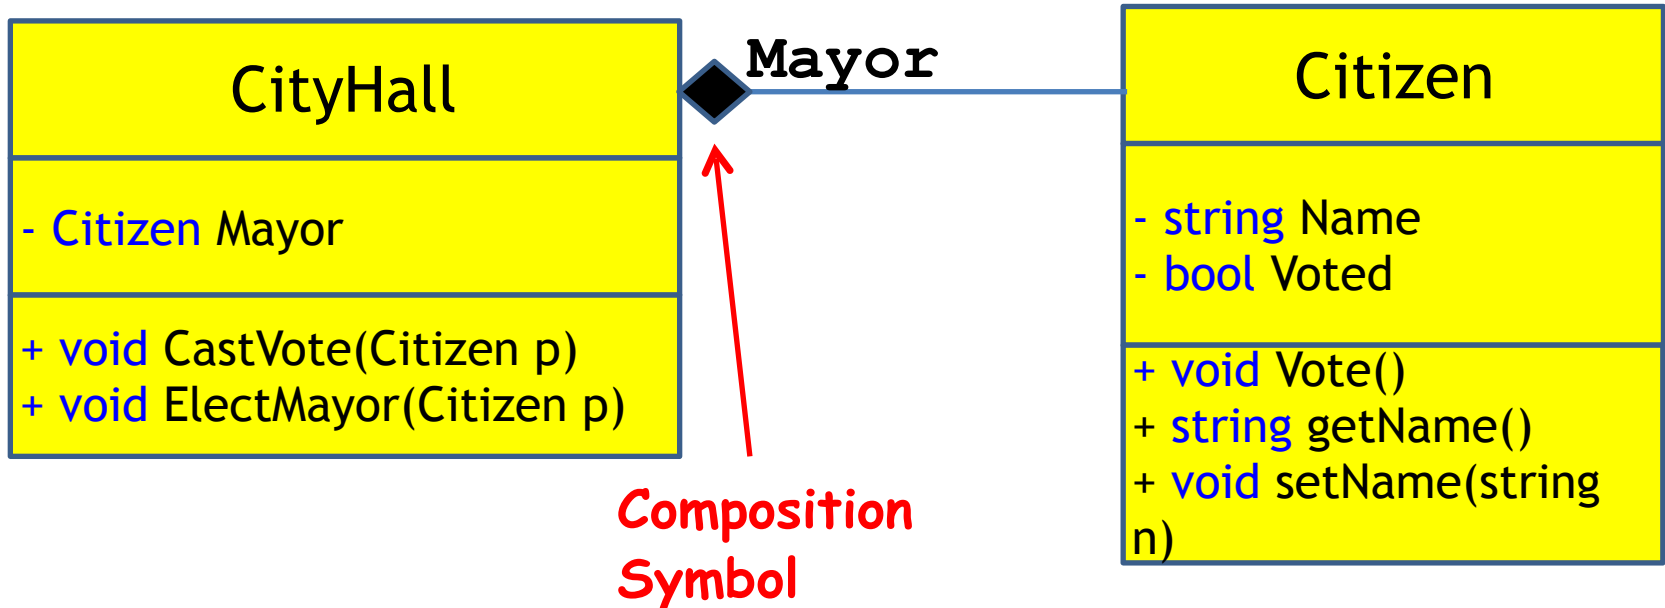 CityHall
- Citizen Mayor
+ void CastVote(Citizen p)
+ void ElectMayor(Citizen p)
Mayor
Composition
Symbol
Citizen
- string Name
- bool Voted
+ void Vote()
+ string getName()
+ void setName(string
n)